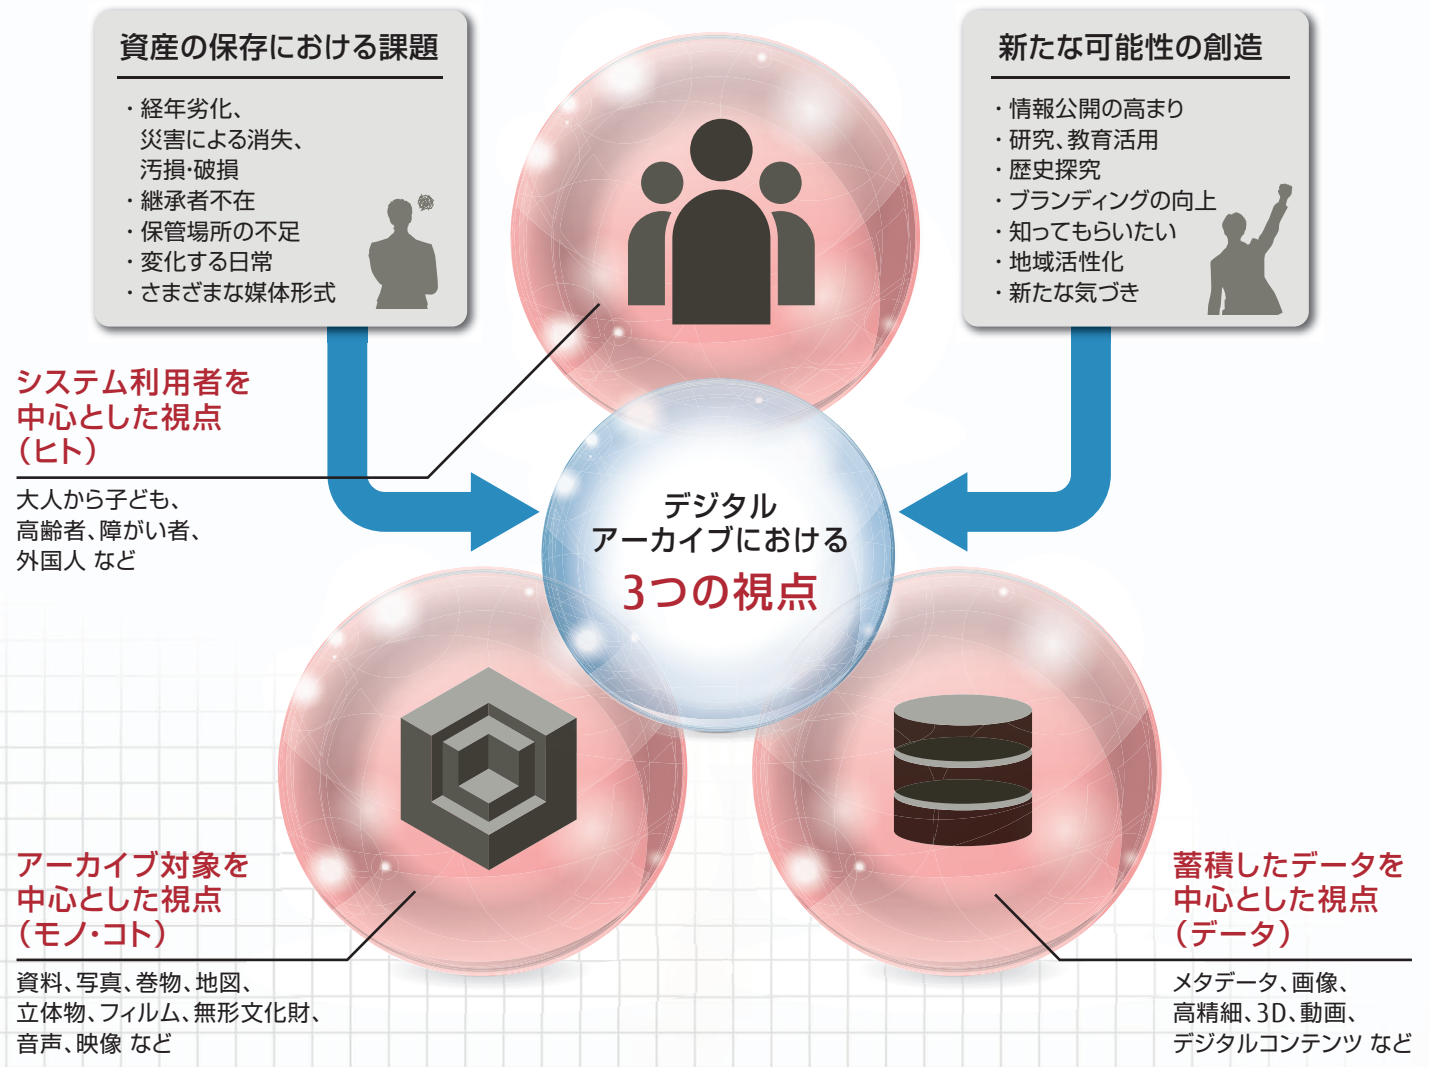 資産の保存における課題
・経年劣化、
災害による消失、
汚損・破損
・継承者不在
・保管場所の不足
・変化する日常
・さまざまな媒体形式
新たな可能性の創造
・情報公開の高まり
・研究、教育活用
・歴史探究
・ブランディングの向上
・知ってもらいたい
・地域活性化
・新たな気づき
システム利用者を
中心とした視点
（ヒト）
大人から子ども、
高齢者、障がい者、
外国人 など
デジタル
アーカイブにおける
3つの視点
アーカイブ対象を
中心とした視点
（モノ・コト）
資料、写真、巻物、地図、
立体物、フィルム、無形文化財、
音声、映像 など
蓄積したデータを
中心とした視点
（データ）
メタデータ、画像、
高精細、3D、動画、
デジタルコンテンツ など